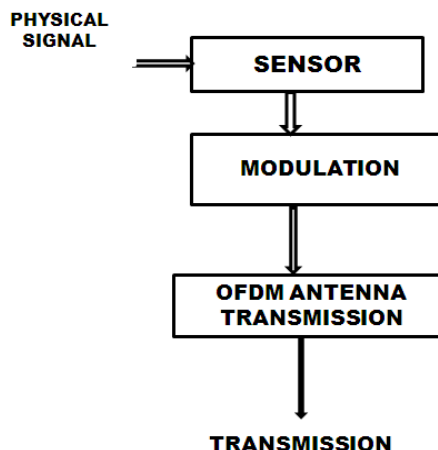 PHYSICAL
SIGNAL
SENSOR
MODULATION
OFDM ANTENNA
TRANSMISSION
TRANSMISSION